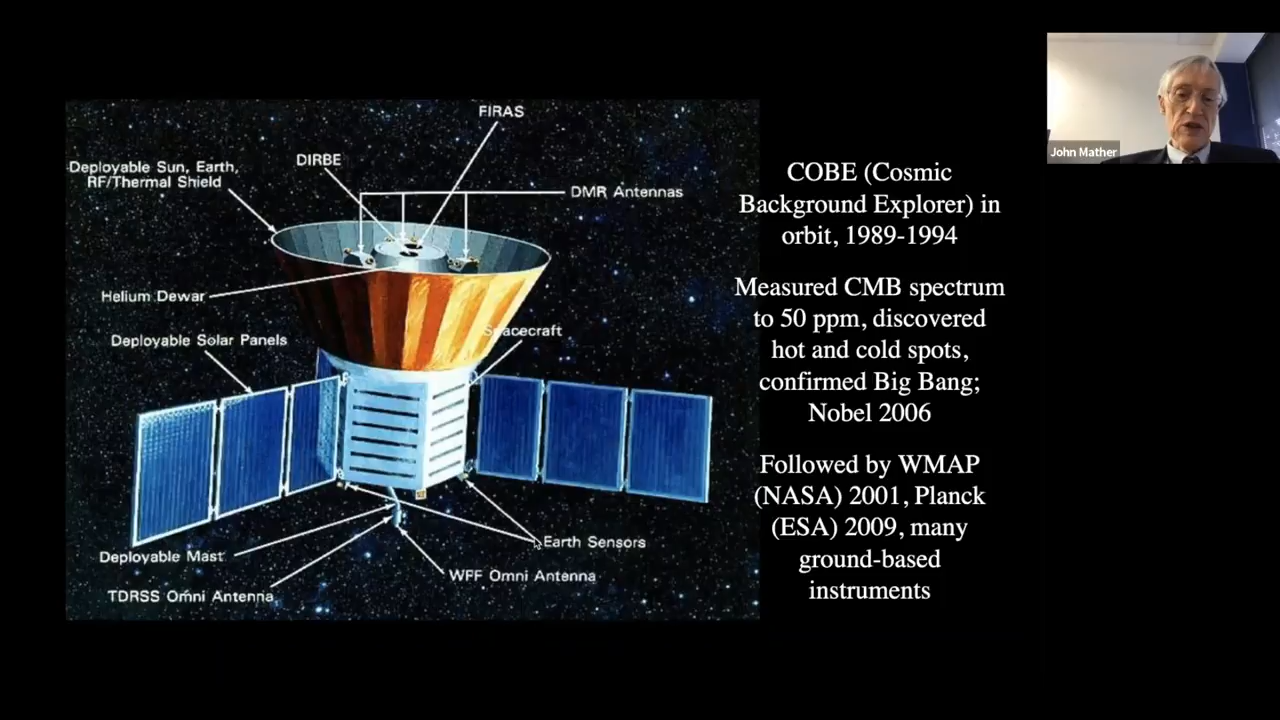 FIRAS
DIRBE
Deployable Sun, Earth,
RF/Thermal Shield
DMR Antennas
Helium Dewar
Spacecraft
Deployable Solar Panels
Deployable Mast
Earth Sensors
WFF Omni Antenna
TDRSS Omni Antenna
COBE (Cosmic
Background Explorer) in
orbit, 1989-1994
Measured CMB spectrum
to 50 ppm, discovered
hot and cold spots,
confirmed Big Bang;
Nobel 2006
Followed by WMAP
(NASA) 2001, Planck
(ESA) 2009, many
ground-based
instruments
John Mather